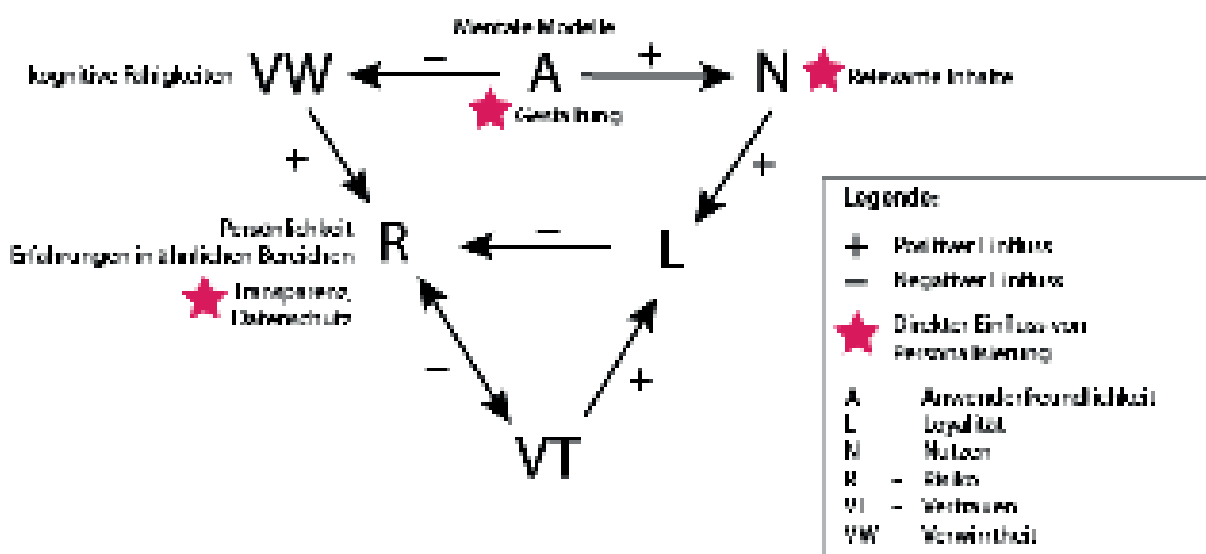 Mentale Modelle
kognitive Fähigkeiten VW − A + N Relevante Inhalte
Gestaltung
+ +
Persönlichkeit
Erfahrungen in ähnlichen Bereichen R − L
Transparenz,
Datenschutz
− +
VT
Legende:
+ Positiver Einfluss
− Negativer Einfluss
Direkter Einfluss von
Personalisierung
A Anwenderfreundlichkeit
L Loyalität
N Nutzen
R – Risiko
VT – Vertrauen
VW Verwirrtheit